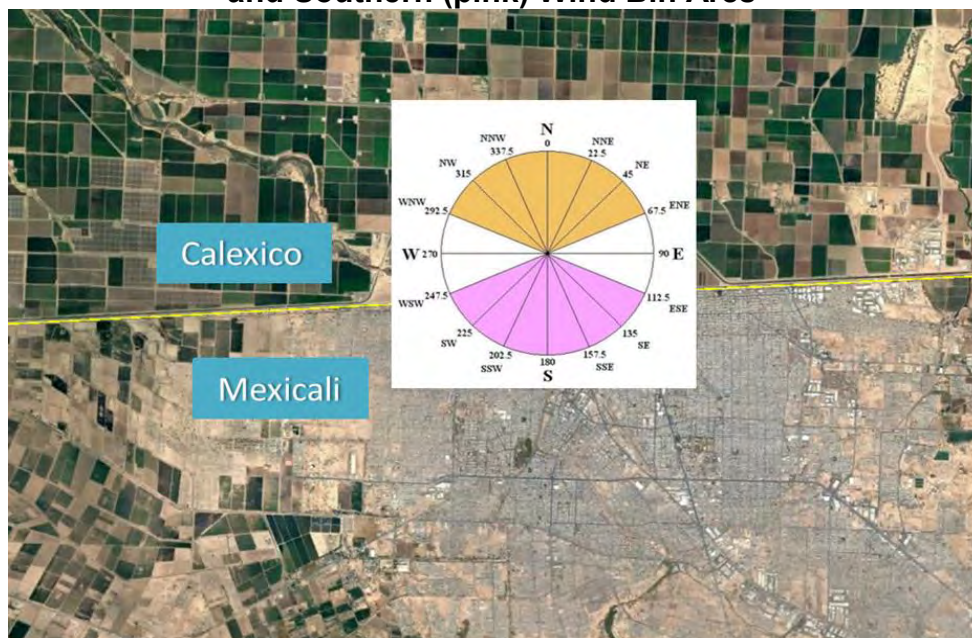 and Southern (pink) Wind Bin Arcs
N
0
NNW
337.5
NNE
22.5
NW
315
NE
45
WNW
292.5
67.5 ENE
Calexico
W 270
90 E
WSW
247.5
112.5
ESE
SW
225
135
SE
202.5
SSW
180
S
157.5
SSE
Mexicali